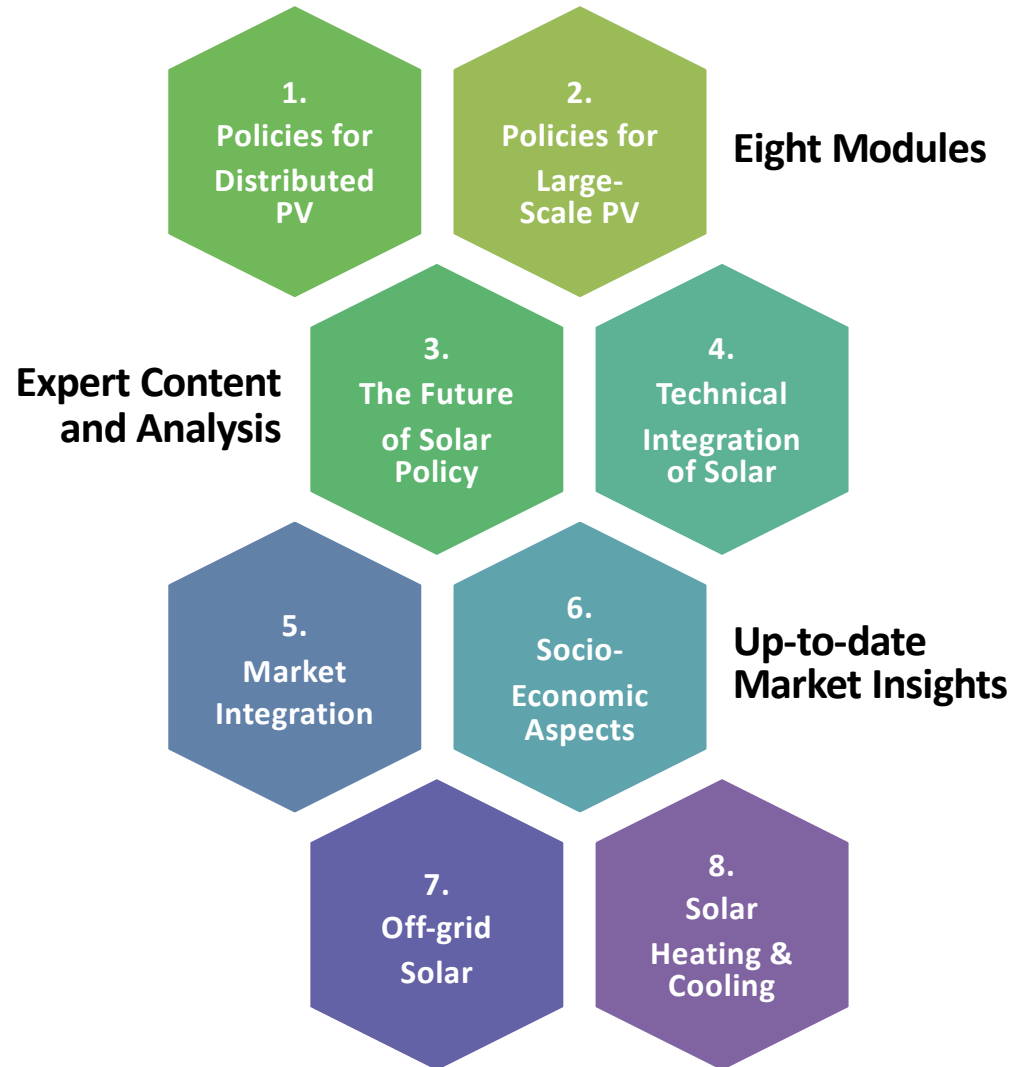 1.
Policies for
Distributed
PV
2.
Policies for
Large-
Scale PV
Eight Modules
Expert Content
and Analysis
3.
The Future
of Solar
Policy
4.
Technical
Integration
of Solar
5.
Market
Integration
6.
Socio-
Economic
Aspects
Up-to-date
Market Insights
7.
Off-grid
Solar
8.
Solar
Heating &
Cooling